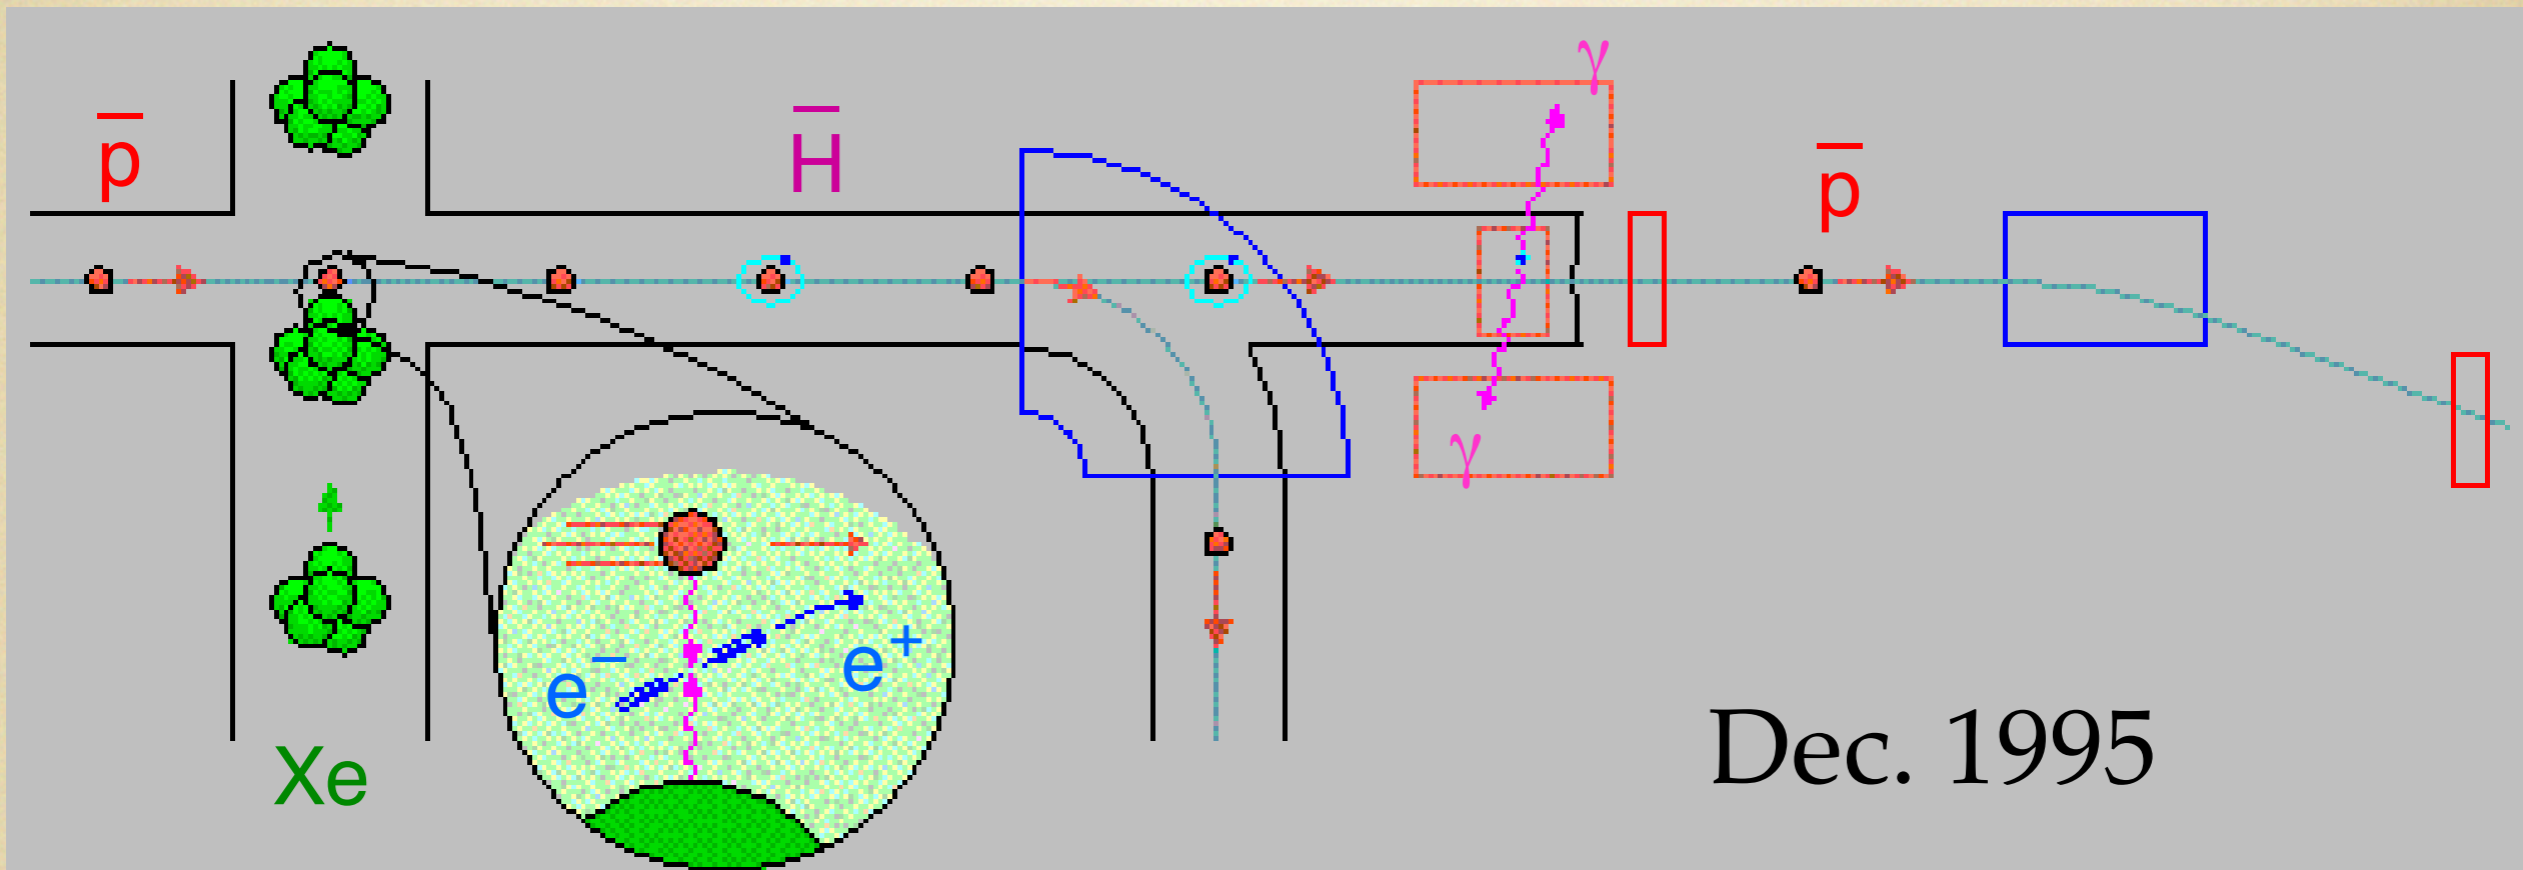 γ
p̅
H̅
p̅
γ
e⁻
e⁺
Xe
Dec. 1995